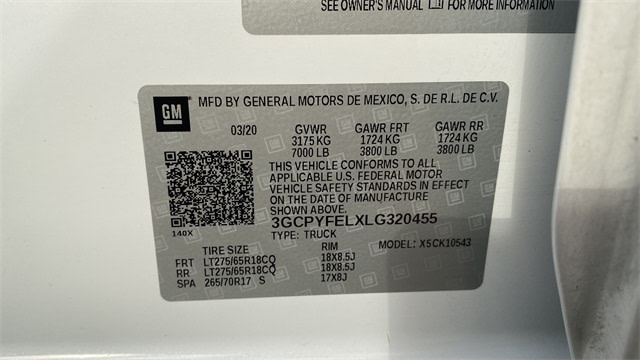 SEE OWNER'S MANUAL FOR MORE INFORMATION
GM MFD BY GENERAL MOTORS DE MEXICO, S. DE R.L. DE C.V.
03/20 GVWR GAWR FRT GAWR RR
3175 KG 1724 KG 1724 KG
7000 LB 3800 LB 3800 LB
THIS VEHICLE CONFORMS TO ALL
APPLICABLE U.S. FEDERAL MOTOR
VEHICLE SAFETY STANDARDS IN EFFECT
ON THE DATE OF MANUFACTURE
SHOWN ABOVE.
3GCPYFELXLG320455
140X TYPE: TRUCK
TIRE SIZE RIM MODEL: X5CK10543
FRT LT275/65R18CQ 18X8.5J
RR LT275/65R18CQ 18X8.5J
SPA 265/70R17 S 17X8J